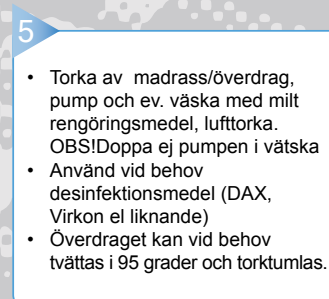 5
• Torka av madrass/överdrag,
pump och ev. väska med milt
rengöringsmedel, lufttorka.
OBS!Doppa ej pumpen i vätska
• Använd vid behov
desinfektionsmedel (DAX,
Virkon el liknande)
• Överdraget kan vid behov
tvättas i 95 grader och torktumlas.